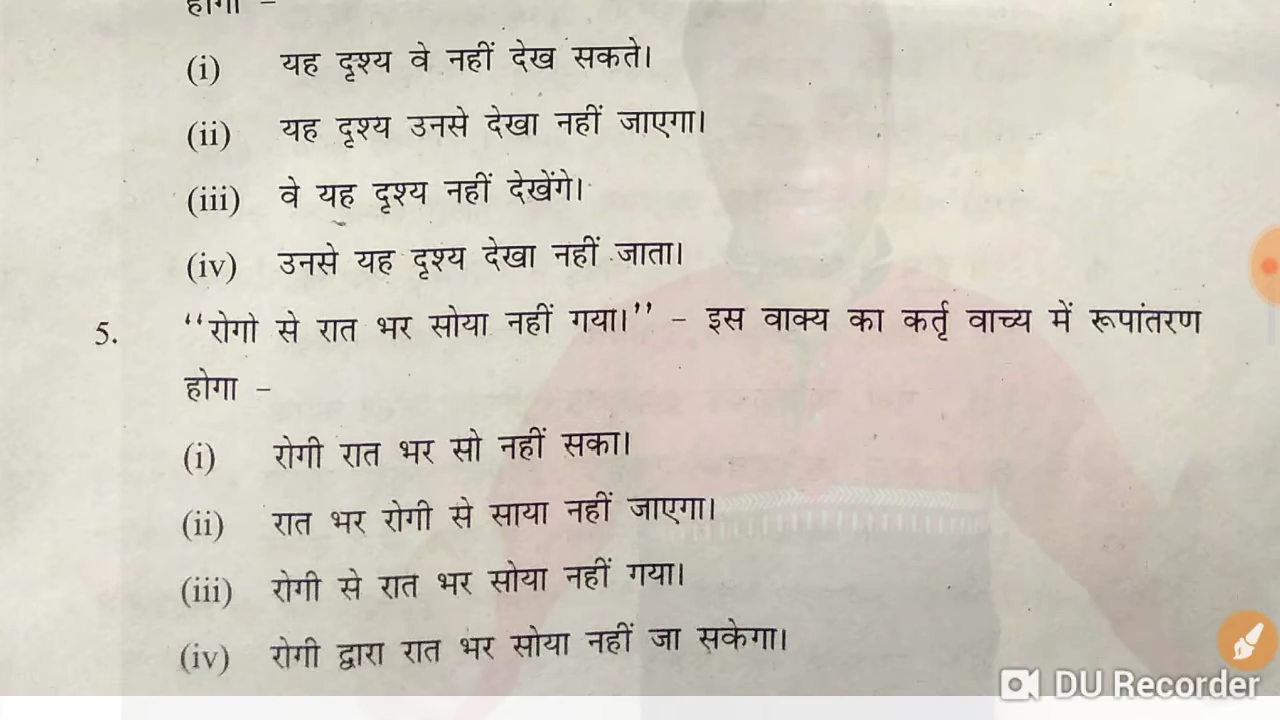 होगा –
(i) यह दृश्य वे नहीं देख सकते।
(ii) यह दृश्य उनसे देखा नहीं जाएगा।
(iii) वे यह दृश्य नहीं देखेंगे।
(iv) उनसे यह दृश्य देखा नहीं जाता।
5. ‘‘रोगो से रात भर सोया नहीं गया।’’ – इस वाक्य का कर्तृ वाच्य में रूपांतरण
होगा –
(i) रोगी रात भर सो नहीं सका।
(ii) रात भर रोगी से साया नहीं जाएगा।
(iii) रोगी से रात भर सोया नहीं गया।
(iv) रोगी द्वारा रात भर सोया नहीं जा सकेगा।
DU Recorder